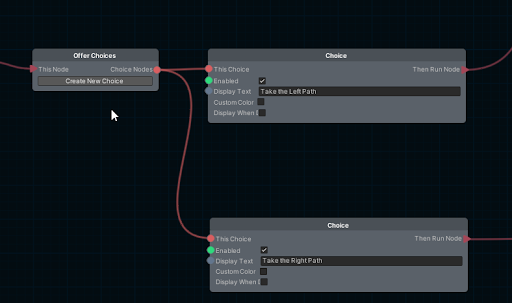 Offer Choices
This Node Choice Nodes
Create New Choice
Choice
This Choice Then Run Node
Enabled
Display Text Take the Left Path
Custom Color
Display When
Choice
This Choice Then Run Node
Enabled
Display Text Take the Right Path
Custom Color
Display When